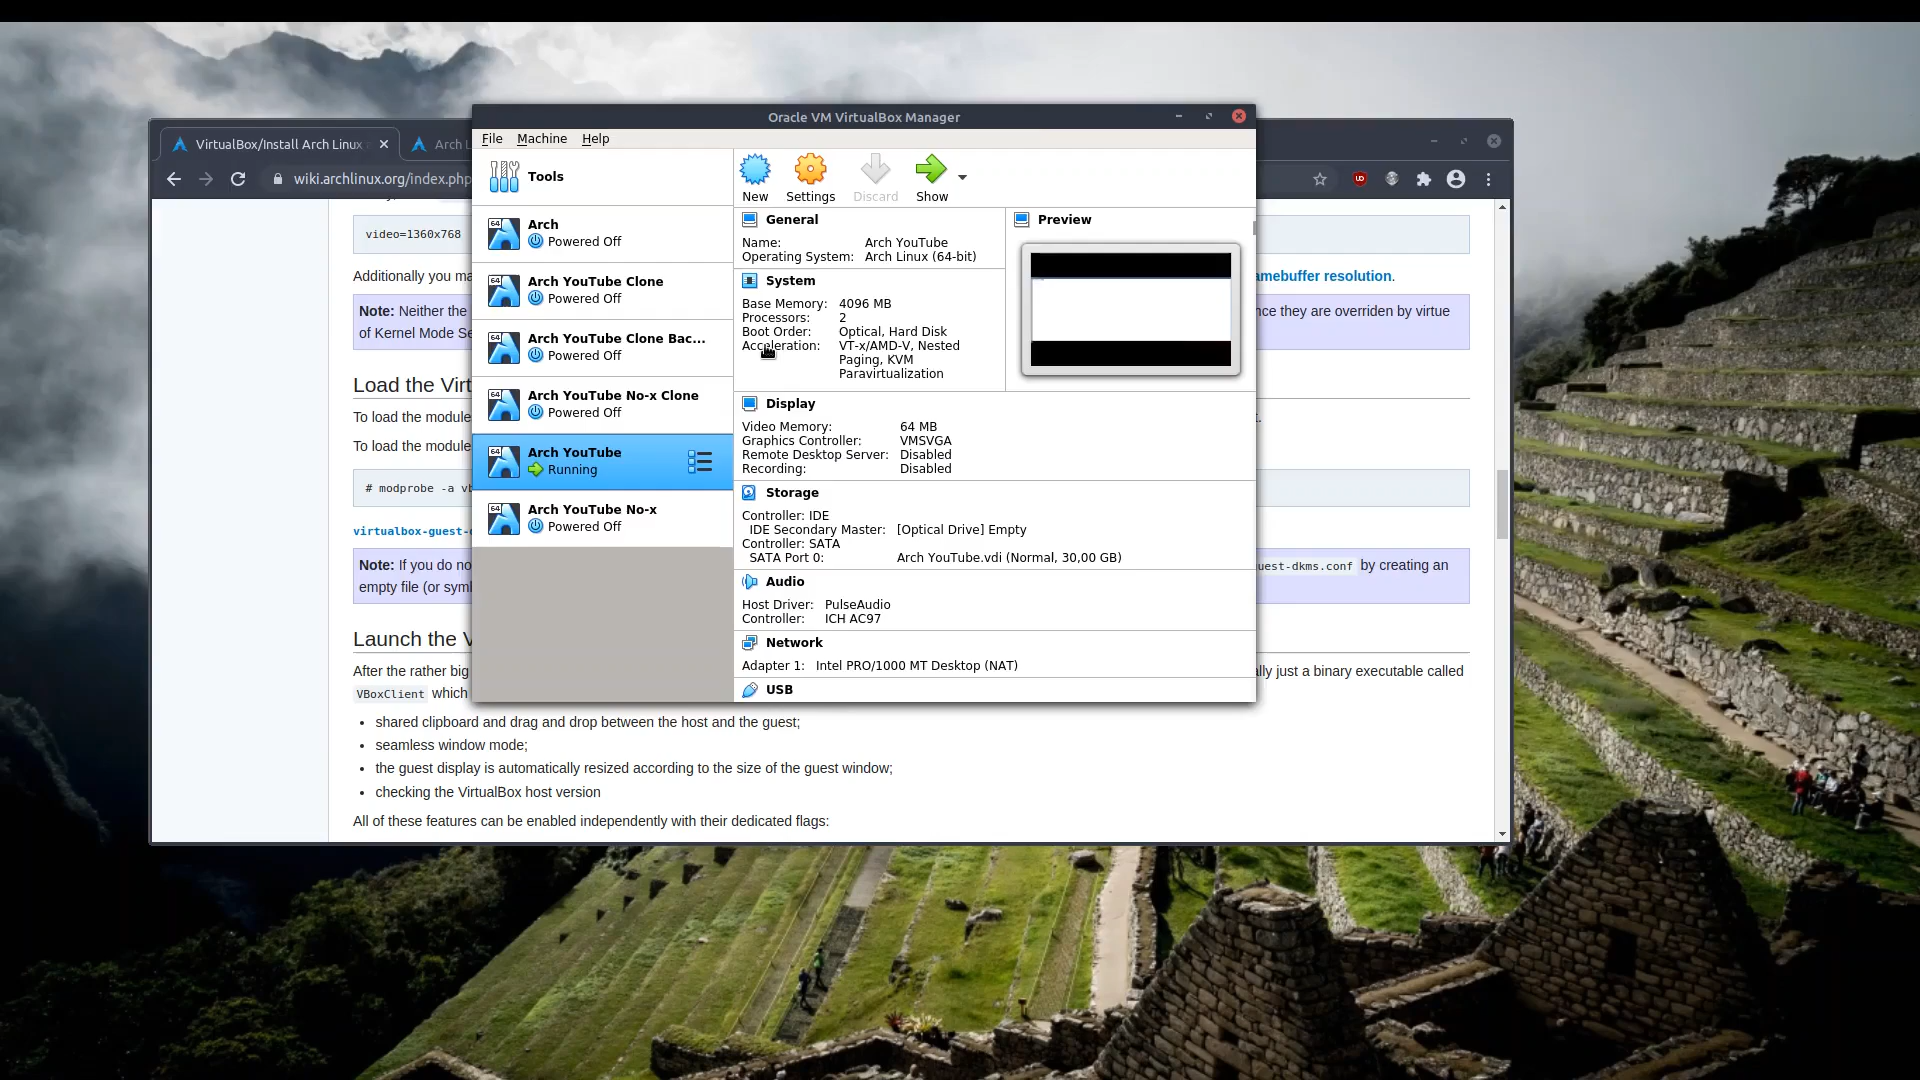 Oracle VM VirtualBox Manager
File Machine Help
VirtualBox/Install Arch Linux
Arch L
wiki.archlinux.org/index.php
UD
Tools
New Settings Discard Show
64 Arch
Powered Off
64 Arch YouTube Clone
Powered Off
64 Arch YouTube Clone Bac...
Powered Off
64 Arch YouTube No-x Clone
Powered Off
64 Arch YouTube
Running
64 Arch YouTube No-x
Powered Off
General
Name: Arch YouTube
Operating System: Arch Linux (64-bit)
Preview
System
Base Memory: 4096 MB
Processors: 2
Boot Order: Optical, Hard Disk
Acceleration: VT-x/AMD-V, Nested
Paging, KVM
Paravirtualization
Display
Video Memory: 64 MB
Graphics Controller: VMSVGA
Remote Desktop Server: Disabled
Recording: Disabled
Storage
Controller: IDE
IDE Secondary Master: [Optical Drive] Empty
Controller: SATA
SATA Port 0: Arch YouTube.vdi (Normal, 30,00 GB)
Audio
Host Driver: PulseAudio
Controller: ICH AC97
Network
Adapter 1: Intel PRO/1000 MT Desktop (NAT)
USB
video=1360x768
Additionally you ma
amebuffer resolution.
Note: Neither the
ce they are overriden by virtue
of Kernel Mode Se
Load the Virt
To load the module
t.
To load the module
# modprobe -a vb
virtualbox-guest-d
Note: If you do no
uest-dkms.conf by creating an
empty file (or syml
Launch the V
After the rather big
lly just a binary executable called
VBoxClient which
• shared clipboard and drag and drop between the host and the guest;
• seamless window mode;
• the guest display is automatically resized according to the size of the guest window;
• checking the VirtualBox host version
All of these features can be enabled independently with their dedicated flags: